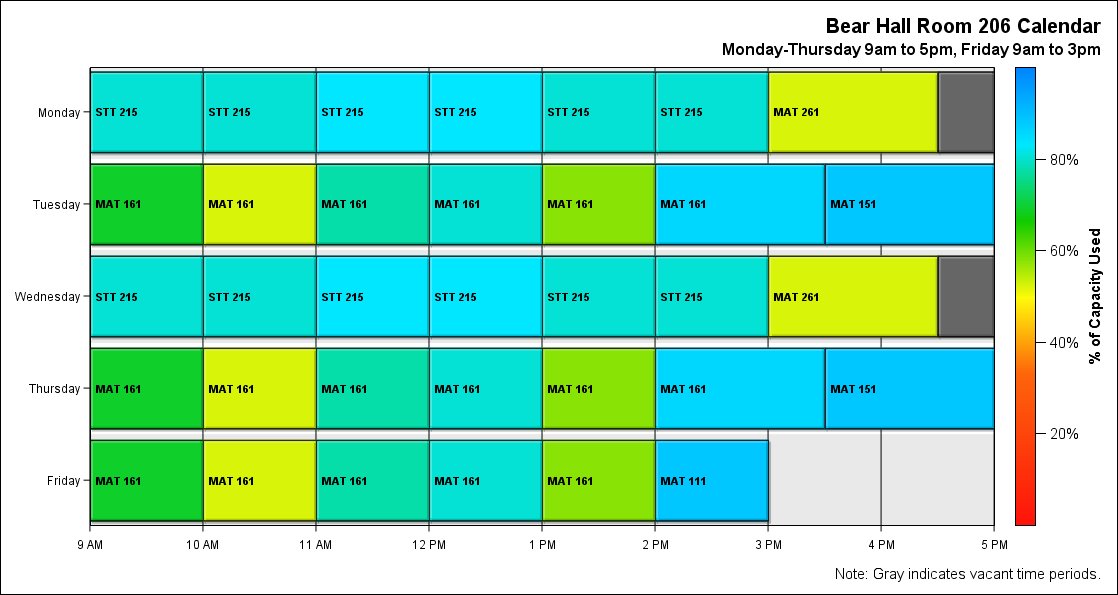 Bear Hall Room 206 Calendar
Monday-Thursday 9am to 5pm, Friday 9am to 3pm
Monday STT 215 STT 215 STT 215 STT 215 STT 215 STT 215 MAT 261
Tuesday MAT 161 MAT 161 MAT 161 MAT 161 MAT 161 MAT 161 MAT 151
Wednesday STT 215 STT 215 STT 215 STT 215 STT 215 STT 215 MAT 261
Thursday MAT 161 MAT 161 MAT 161 MAT 161 MAT 161 MAT 161 MAT 151
Friday MAT 161 MAT 161 MAT 161 MAT 161 MAT 161 MAT 111
9 AM 10 AM 11 AM 12 PM 1 PM 2 PM 3 PM 4 PM 5 PM
80%
60%
40%
20%
% of Capacity Used
Note: Gray indicates vacant time periods.